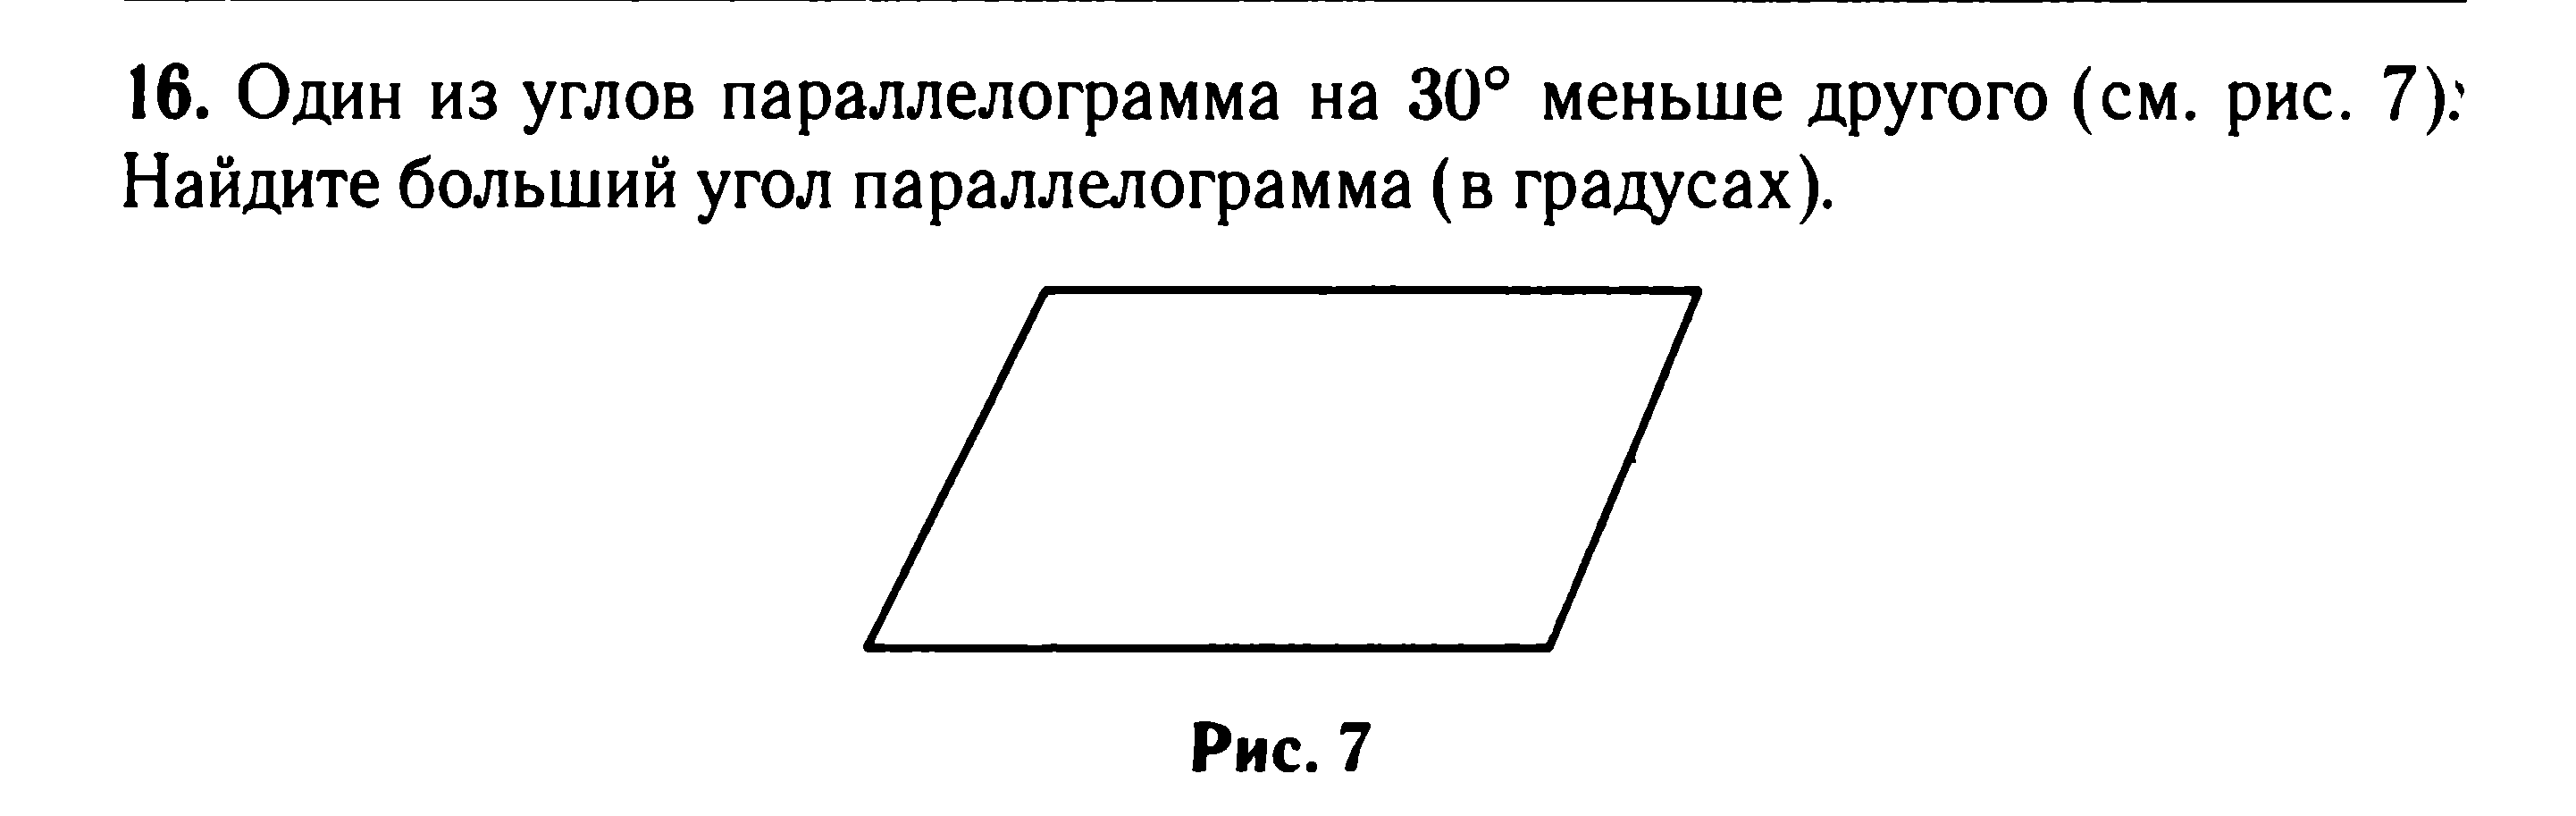 16. Один из углов параллелограмма на 30° меньше другого (см. рис. 7).
Найдите больший угол параллелограмма (в градусах).
Рис. 7